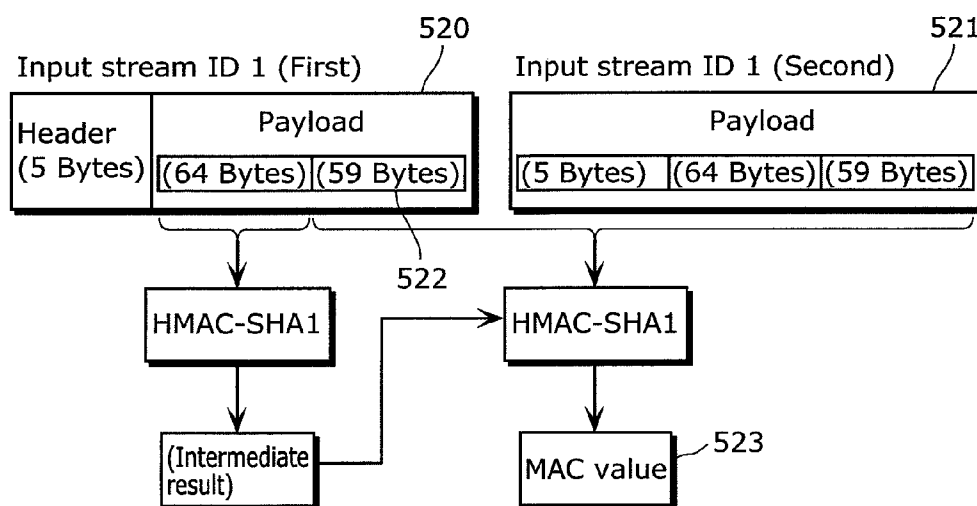 520
521
Input stream ID 1 (First)
Input stream ID 1 (Second)
Header
(5 Bytes)
Payload
(64 Bytes)
(59 Bytes)
Payload
(5 Bytes)
(64 Bytes)
(59 Bytes)
522
HMAC-SHA1
HMAC-SHA1
(Intermediate
result)
MAC value
523